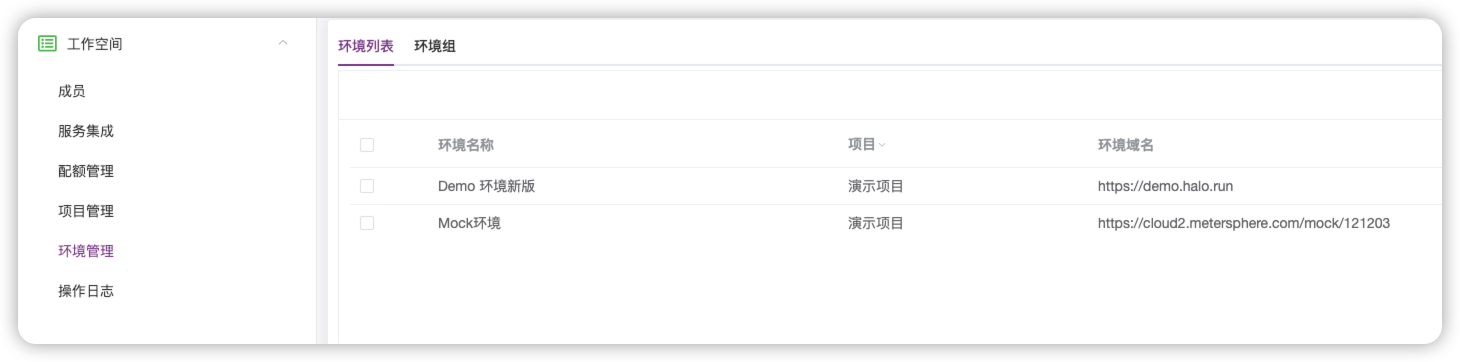 工作空间
成员
服务集成
配额管理
项目管理
环境管理
操作日志
环境列表 环境组
环境名称 项目 环境域名
Demo 环境新版 演示项目 https://demo.halo.run
Mock环境 演示项目 https://cloud2.metersphere.com/mock/121203